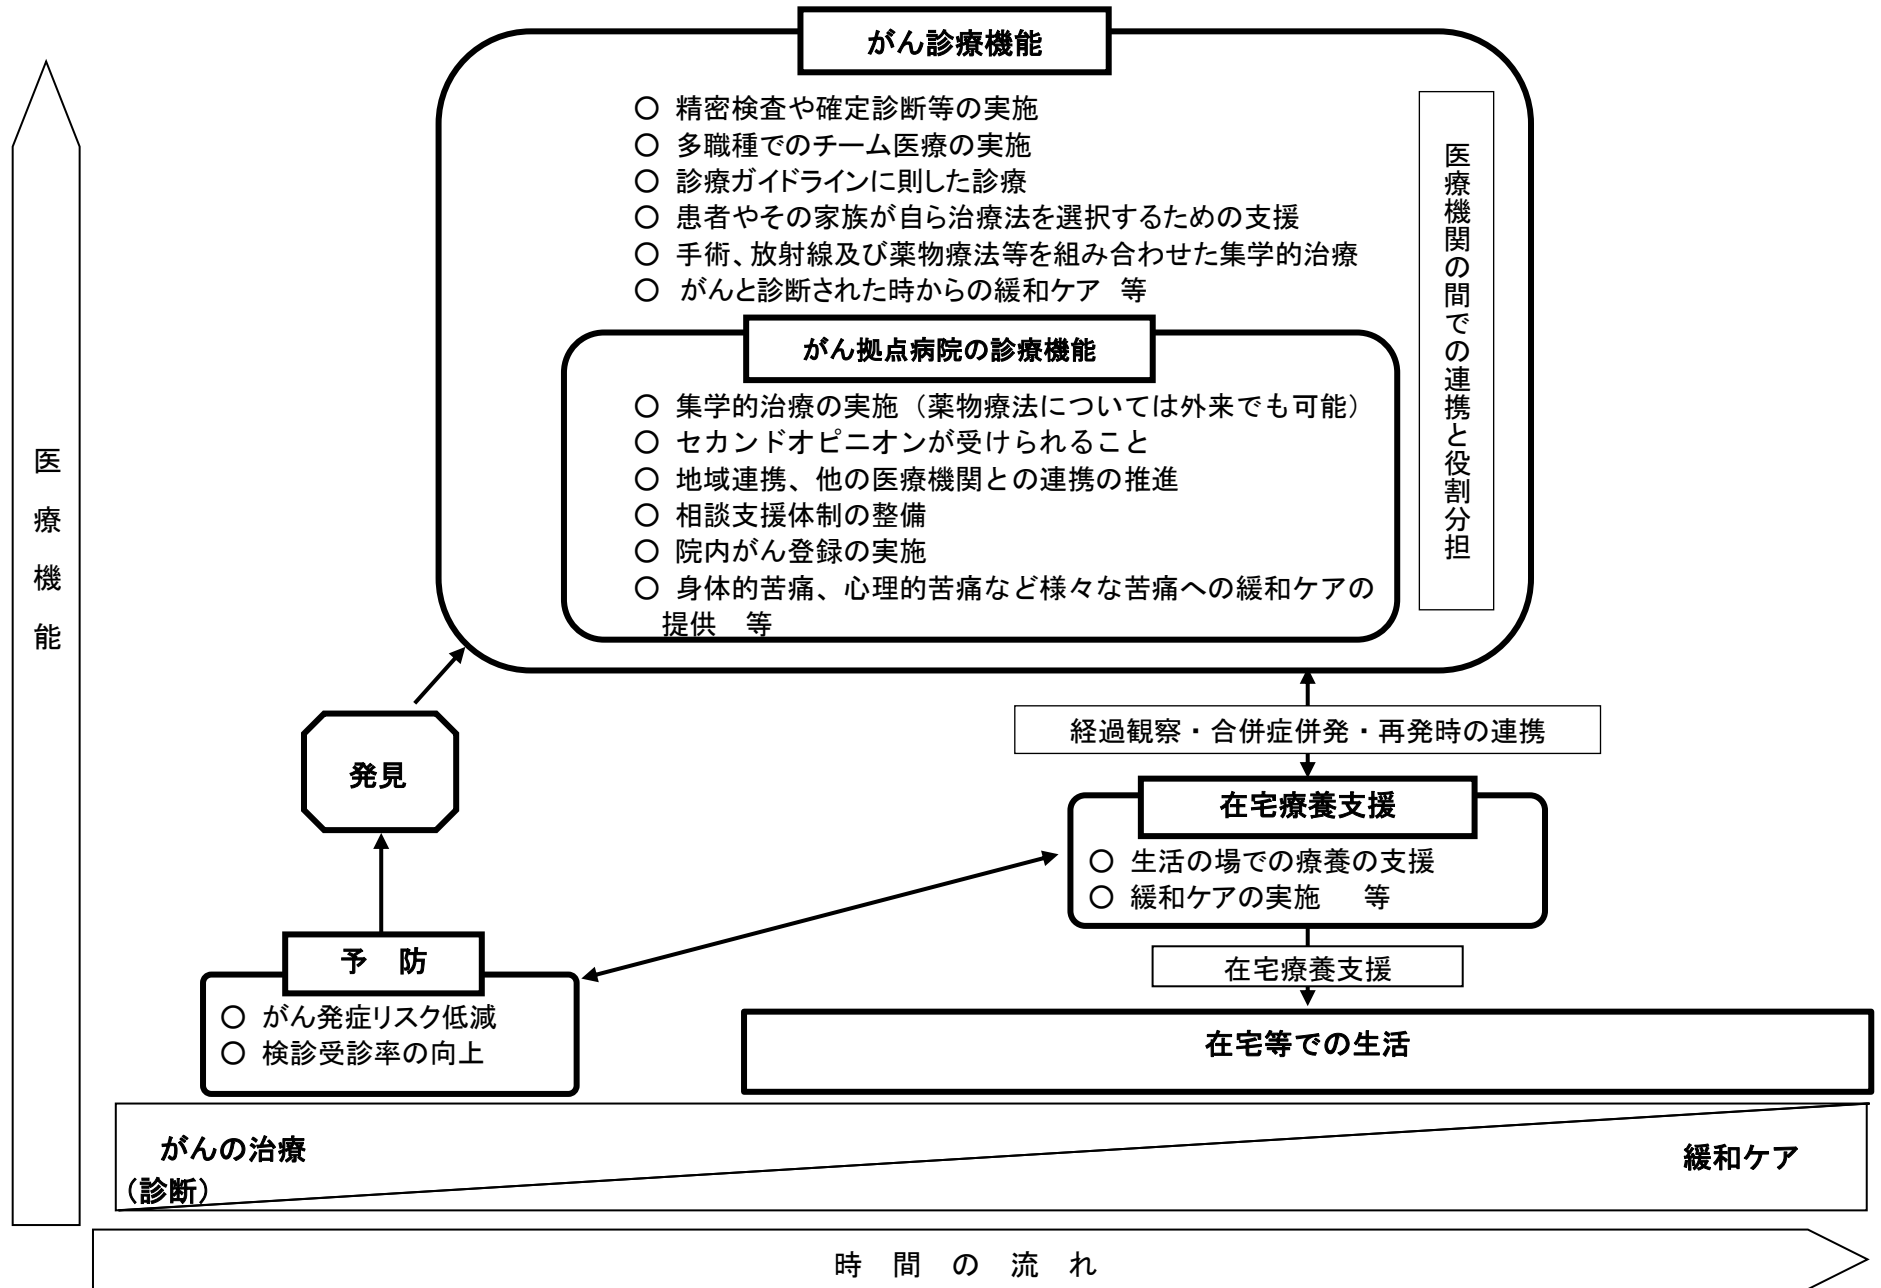 がん診療機能
〇 精密検査や確定診断等の実施
〇 多職種でのチーム医療の実施
〇 診療ガイドラインに則した診療
〇 患者やその家族が自ら治療法を選択するための支援
〇 手術、放射線及び薬物療法等を組み合わせた集学的治療
〇 がんと診断された時からの緩和ケア　等
医療機関の間での連携と役割分担
がん拠点病院の診療機能
〇 集学的治療の実施（薬物療法については外来でも可能）
〇 セカンドオピニオンが受けられること
〇 地域連携、他の医療機関との連携の推進
〇 相談支援体制の整備
〇 院内がん登録の実施
〇 身体的苦痛、心理的苦痛など様々な苦痛への緩和ケアの
提供　等
医療機能
経過観察・合併症併発・再発時の連携
発見
在宅療養支援
〇 生活の場での療養の支援
〇 緩和ケアの実施　等
予　防
〇 がん発症リスク低減
〇 検診受診率の向上
在宅療養支援
在宅等での生活
がんの治療
（診断）
緩和ケア
時　間　の　流　れ